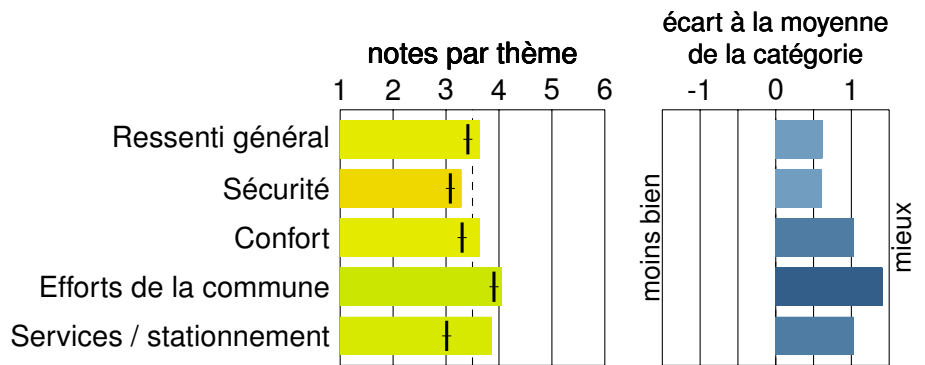 notes par thème
1 2 3 4 5 6
Ressenti général
Sécurité
Confort
Efforts de la commune
Services / stationnement
écart à la moyenne
de la catégorie
-1 0 1
moins bien
mieux